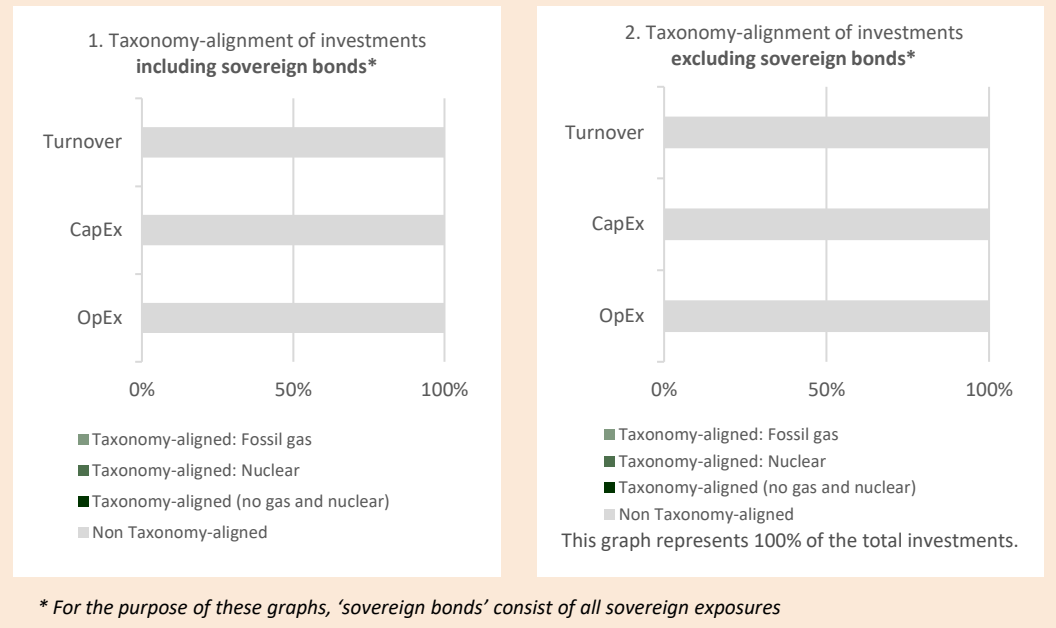 1. Taxonomy-alignment of investments
including sovereign bonds*
Turnover
CapEx
OpEx
0%
50%
100%
Taxonomy-aligned: Fossil gas
Taxonomy-aligned: Nuclear
Taxonomy-aligned (no gas and nuclear)
Non Taxonomy-aligned
2. Taxonomy-alignment of investments
excluding sovereign bonds*
Turnover
CapEx
OpEx
0%
50%
100%
Taxonomy-aligned: Fossil gas
Taxonomy-aligned: Nuclear
Taxonomy-aligned (no gas and nuclear)
Non Taxonomy-aligned
This graph represents 100% of the total investments.
* For the purpose of these graphs, ‘sovereign bonds’ consist of all sovereign exposures